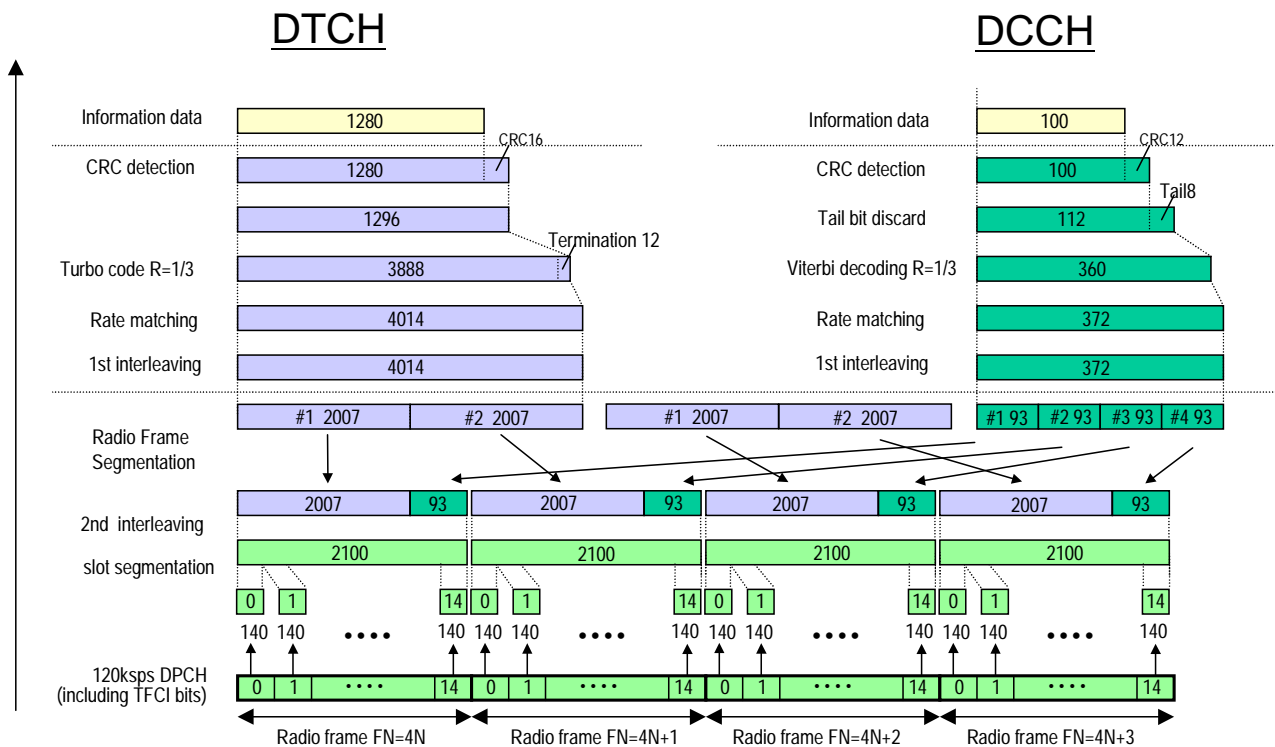 DTCH
DCCH
Information data
1280
Information data
100
CRC16
CRC12
CRC detection
1280
CRC detection
100
Tail8
1296
Tail bit discard
112
Termination 12
Turbo code R=1/3
3888
Viterbi decoding R=1/3
360
Rate matching
4014
Rate matching
372
1st interleaving
4014
1st interleaving
372
#1 2007
#2 2007
#1 2007
#2 2007
#1 93
#2 93
#3 93
#4 93
Radio Frame
Segmentation
2007
93
2007
93
2007
93
2007
93
2nd interleaving
2100
2100
2100
2100
slot segmentation
0 1 14 0 1 14 0 1 14 0 1 14
140 140 •••• 140 140 140 •••• 140 140 140 •••• 140 140 140 •••• 140
120ksps DPCH
(including TFCI bits)
0 1 •••• 14 0 1 •••• 14 0 1 •••• 14 0 1 •••• 14
Radio frame FN=4N
Radio frame FN=4N+1
Radio frame FN=4N+2
Radio frame FN=4N+3